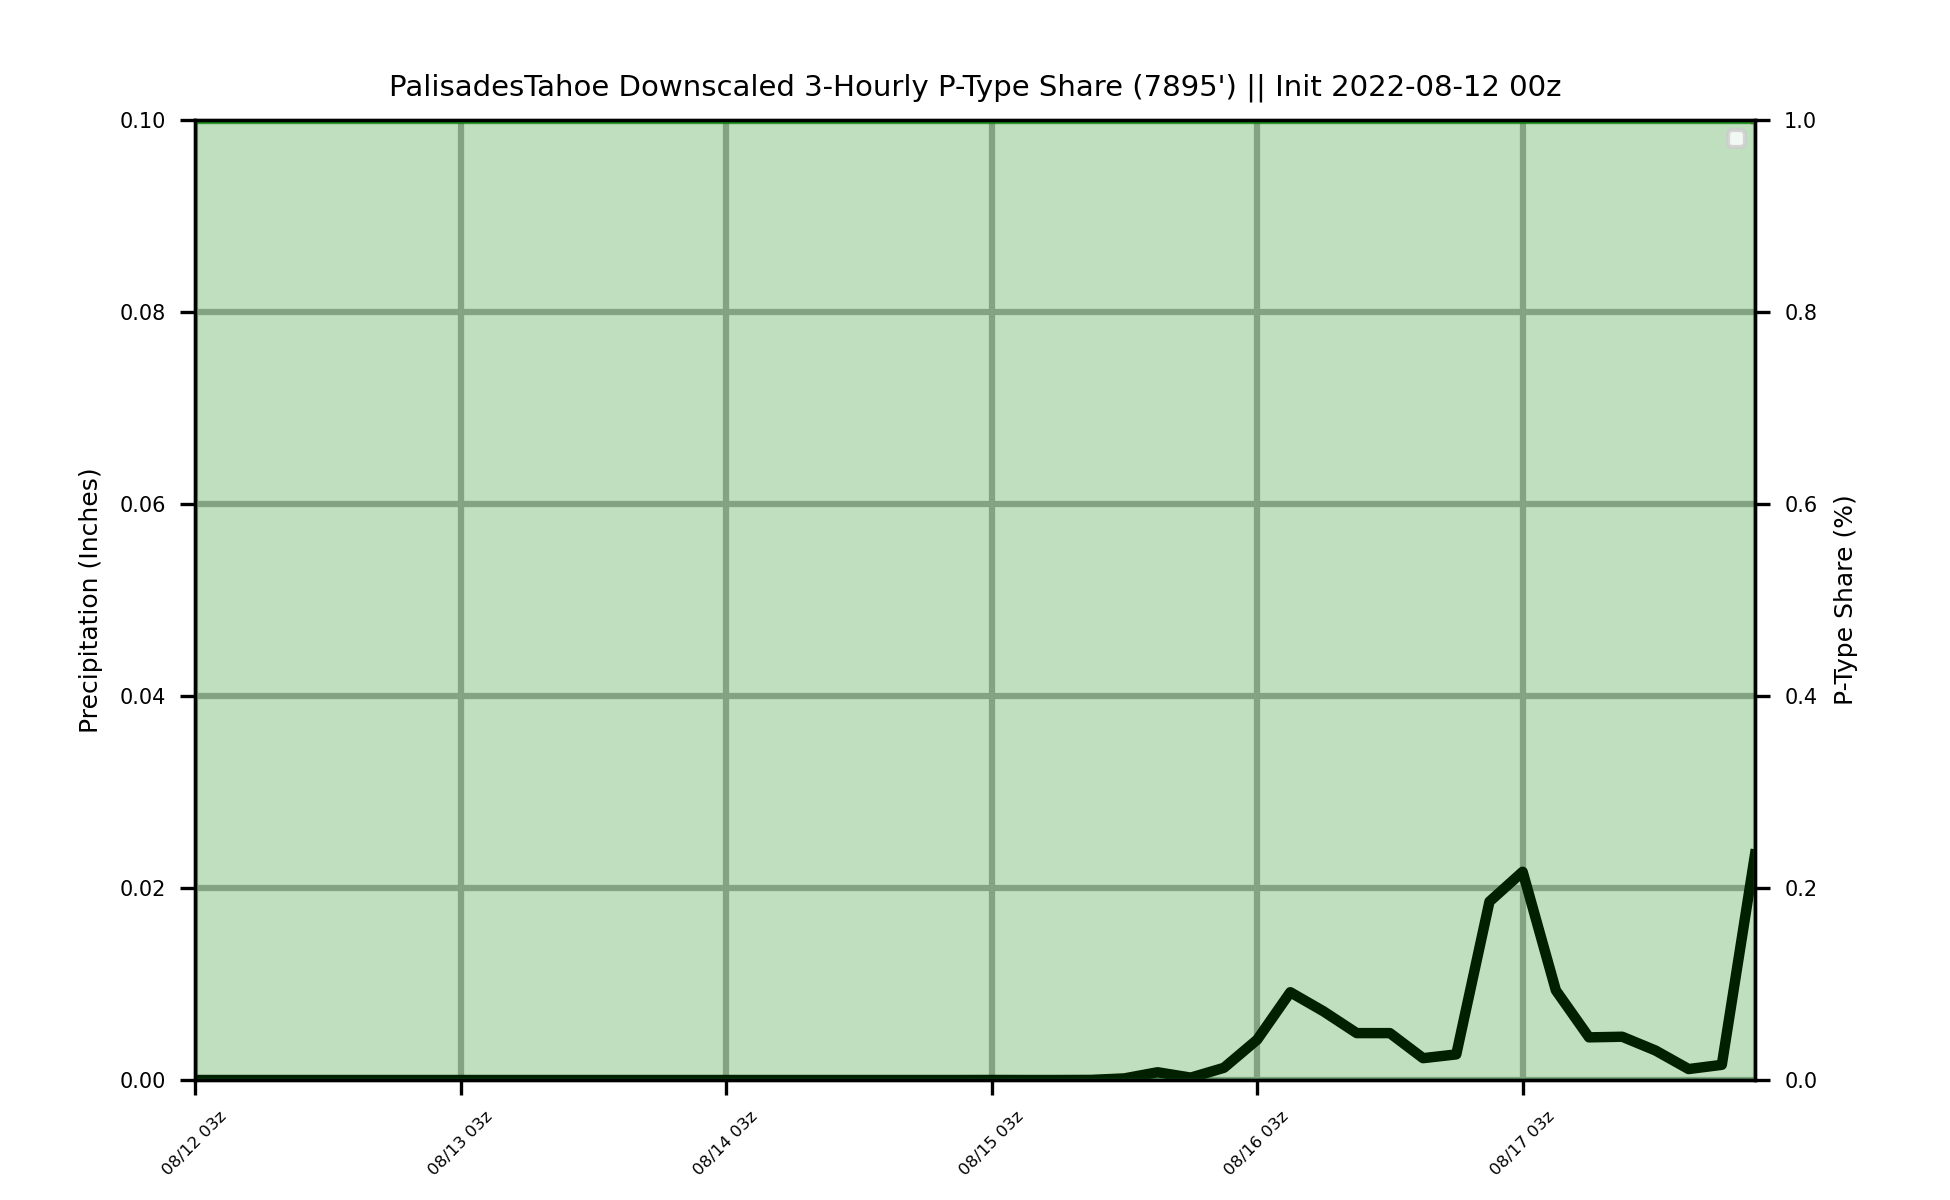 PalisadesTahoe Downscaled 3-Hourly P-Type Share (7895') || Init 2022-08-12 00z
0.10
0.08
0.06
0.04
0.02
0.00
Precipitation (Inches)
1.0
0.8
0.6
0.4
0.2
0.0
P-Type Share (%)
08/12 03z
08/13 03z
08/14 03z
08/15 03z
08/16 03z
08/17 03z